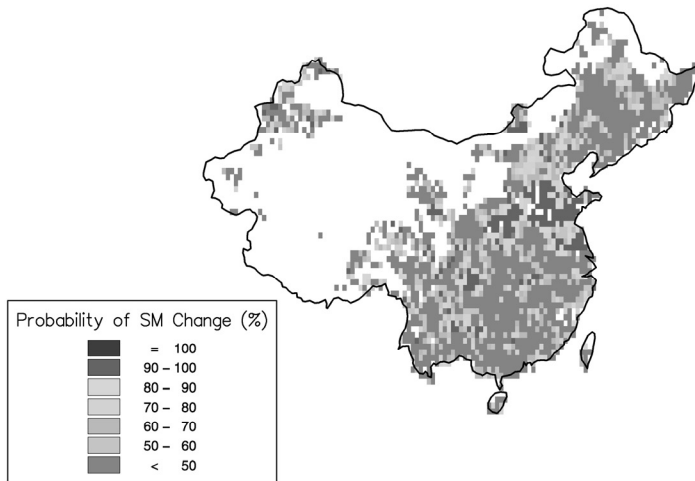 Probability of SM Change (%)
= 100
90 – 100
80 – 90
70 – 80
60 – 70
50 – 60
< 50